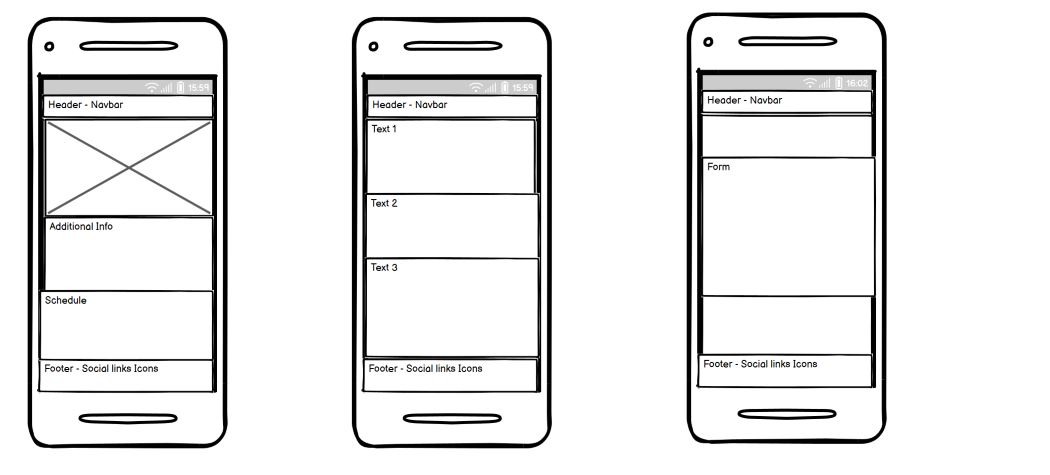 15:59
Header - Navbar
Additional Info
Schedule
Footer - Social links Icons
15:59
Header - Navbar
Text 1
Text 2
Text 3
Footer - Social links Icons
16:02
Header - Navbar
Form
Footer - Social links Icons